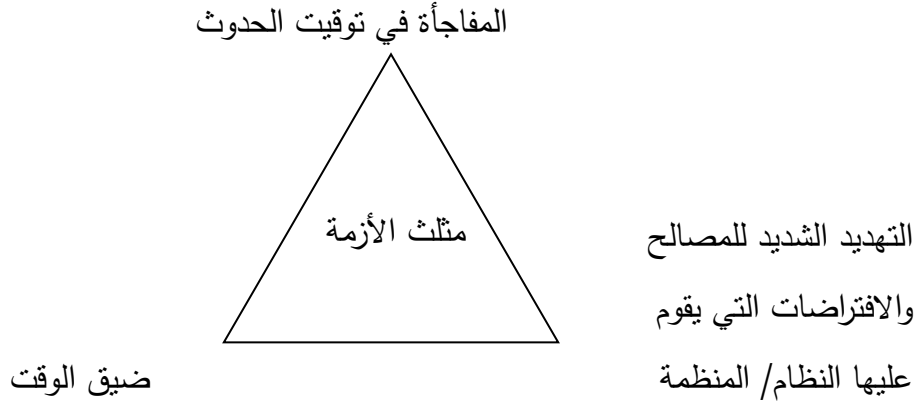 المفاجأة في توقيت الحدوث
مثلث الأزمة
التهديد الشديد للمصالح
والافتراضات التي يقوم
عليها النظام/ المنظمة
ضيق الوقت